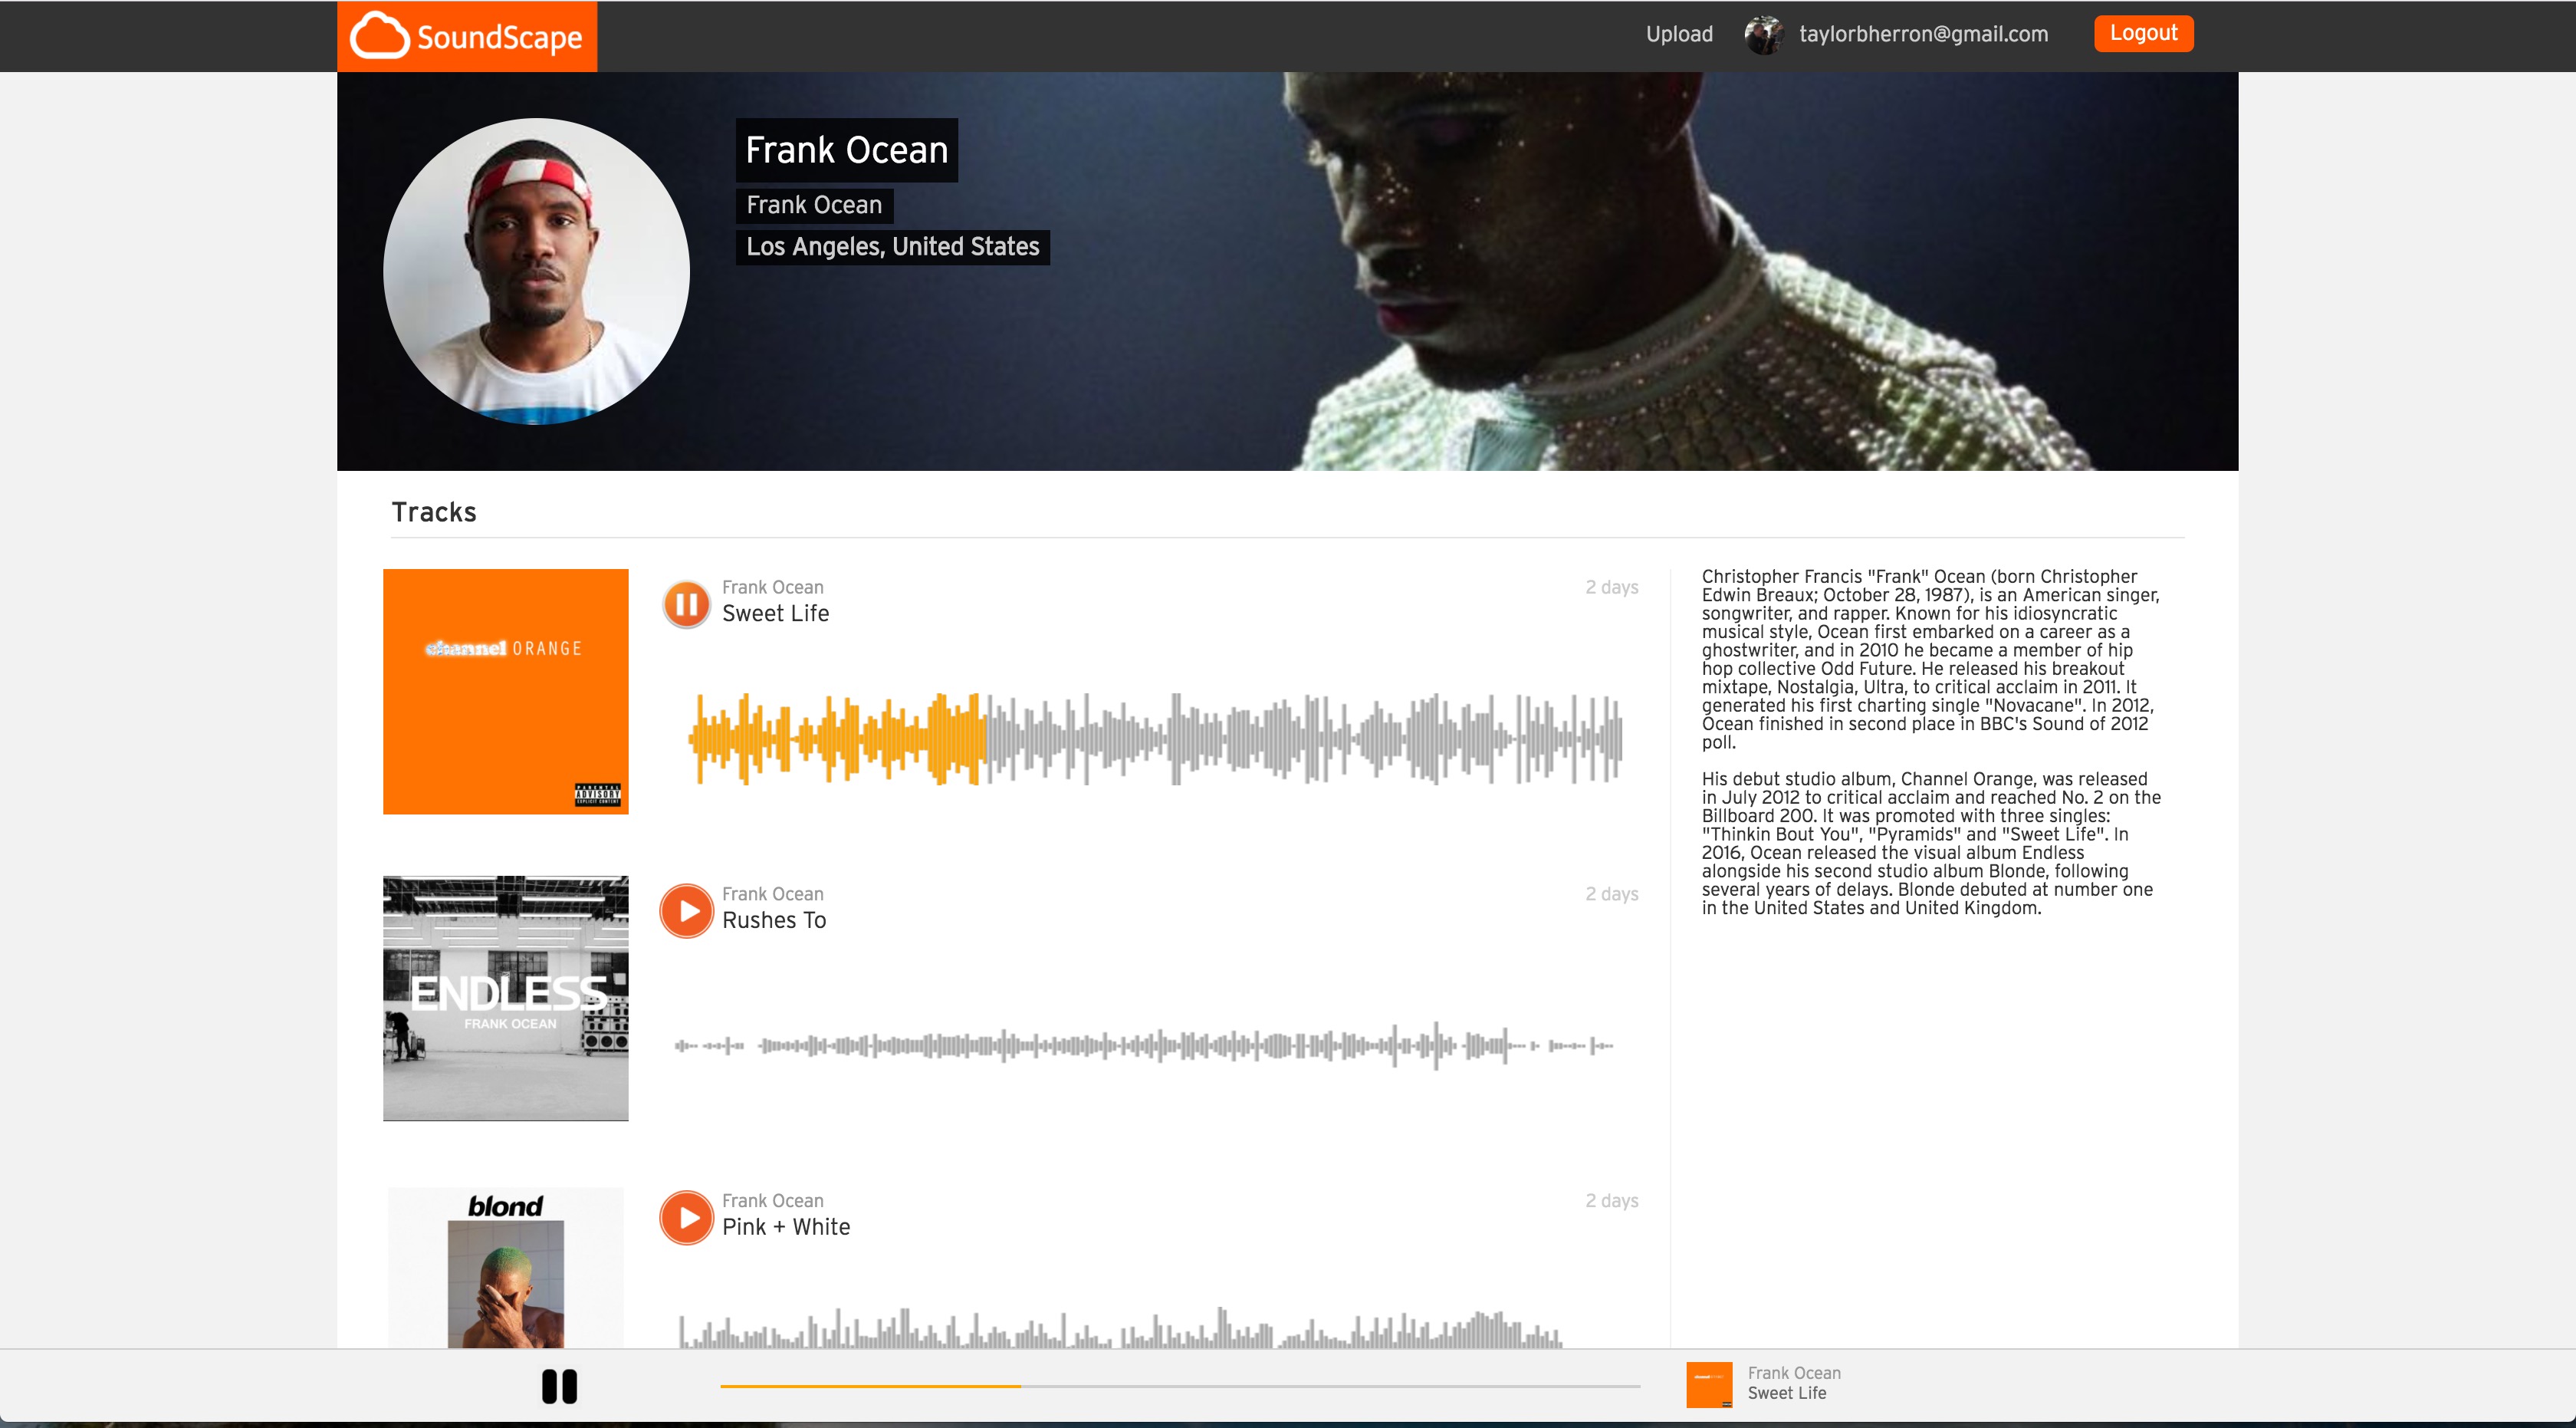 SoundScape
Upload
taylorbherron@gmail.com
Logout
Frank Ocean
Frank Ocean
Los Angeles, United States
Tracks
channel ORANGE
PARENTAL
ADVISORY
EXPLICIT CONTENT
Frank Ocean
Sweet Life
2 days
ENDLESS
FRANK OCEAN
Frank Ocean
Rushes To
2 days
blond
Frank Ocean
Pink + White
2 days
Christopher Francis "Frank" Ocean (born Christopher
Edwin Breaux; October 28, 1987), is an American singer,
songwriter, and rapper. Known for his idiosyncratic
musical style, Ocean first embarked on a career as a
ghostwriter, and in 2010 he became a member of hip
hop collective Odd Future. He released his breakout
mixtape, Nostalgia, Ultra, to critical acclaim in 2011. It
generated his first charting single "Novacane". In 2012,
Ocean finished in second place in BBC's Sound of 2012
poll.
His debut studio album, Channel Orange, was released
in July 2012 to critical acclaim and reached No. 2 on the
Billboard 200. It was promoted with three singles:
"Thinkin Bout You", "Pyramids" and "Sweet Life". In
2016, Ocean released the visual album Endless
alongside his second studio album Blonde, following
several years of delays. Blonde debuted at number one
in the United States and United Kingdom.
Frank Ocean
Sweet Life